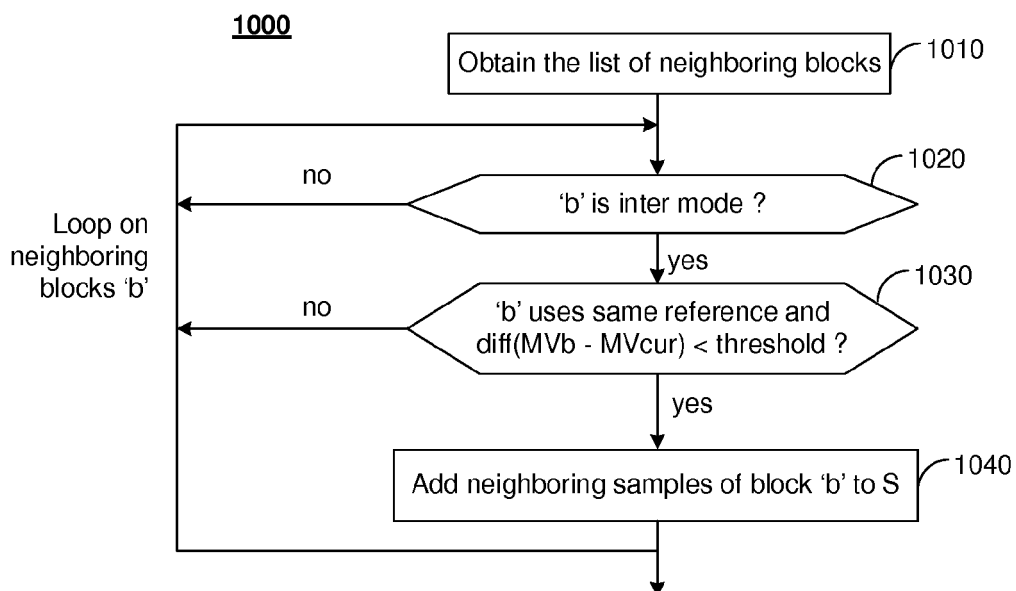 1000
Obtain the list of neighboring blocks
1010
1020
no
‘b’ is inter mode ?
Loop on
neighboring
blocks ‘b’
yes
1030
no
‘b’ uses same reference and
diff(MVb - MVcur) < threshold ?
yes
1040
Add neighboring samples of block ‘b’ to S